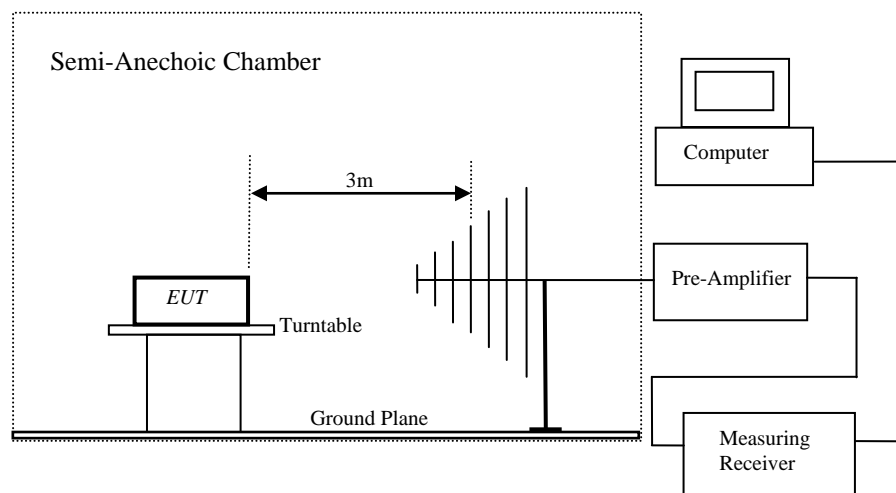 Semi-Anechoic Chamber
Computer
3m
Pre-Amplifier
EUT
Turntable
Ground Plane
Measuring
Receiver